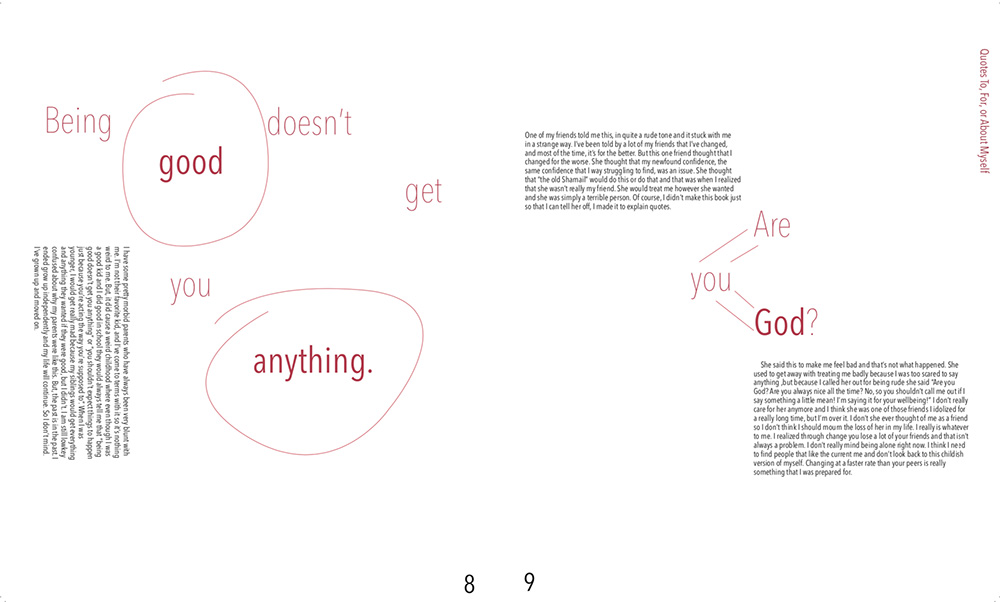 Being
good
doesn't
get
you
anything.
I have some pretty morbid parents who have always been very blunt with
me. I'm not their favorite kid, and I've come to terms with it so it's nothing
weird to me. But, it did cause a weird childhood where even though I was
a good kid and I did good in school they would always tell me that "being
good doesn't get you anything" or "you shouldn't expect things to happen
just because you're acting the way you're supposed to". When I was
younger, I would get really mad because my siblings would get everything
and anything they wanted if they were good, but I didn't. I am still lowkey
confused about why my parents were like this. But, the past is in the past. I
ended grow up independently and my life will continue. So I don't mind.
I've grown up and moved on.
8
Quotes To, For, or About Myself
One of my friends told me this, in quite a rude tone and it stuck with me
in a strange way. I've been told by a lot of my friends that I've changed,
and most of the time, it's for the better. But this one friend thought that I
changed for the worse. She thought that my newfound confidence, the
same confidence that I way struggling to find, was an issue. She thought
that "the old Shamail" would do this or do that and that was when I realized
that she wasn't really my friend. She would treat me however she wanted
and she was simply a terrible person. Of course, I didn't make this book just
so that I can tell her off, I made it to explain quotes.
Are
you
God?
She said this to make me feel bad and that's not what happened. She
used to get away with treating me badly because I was too scared to say
anything ,but because I called her out for being rude she said "Are you
God? Are you always nice all the time? No, so you shouldn't call me out if I
say something a little mean! I'm saying it for your wellbeing!" I don't really
care for her anymore and I think she was one of those friends I idolized for
a really long time, but I'm over it. I don't she ever thought of me as a friend
so I don't think I should mourn the loss of her in my life. I really is whatever
to me. I realized through change you lose a lot of your friends and that isn't
always a problem. I don't really mind being alone right now. I think I need
to find people that like the current me and don't look back to this childish
version of myself. Changing at a faster rate than your peers is really
something that I was prepared for.
9